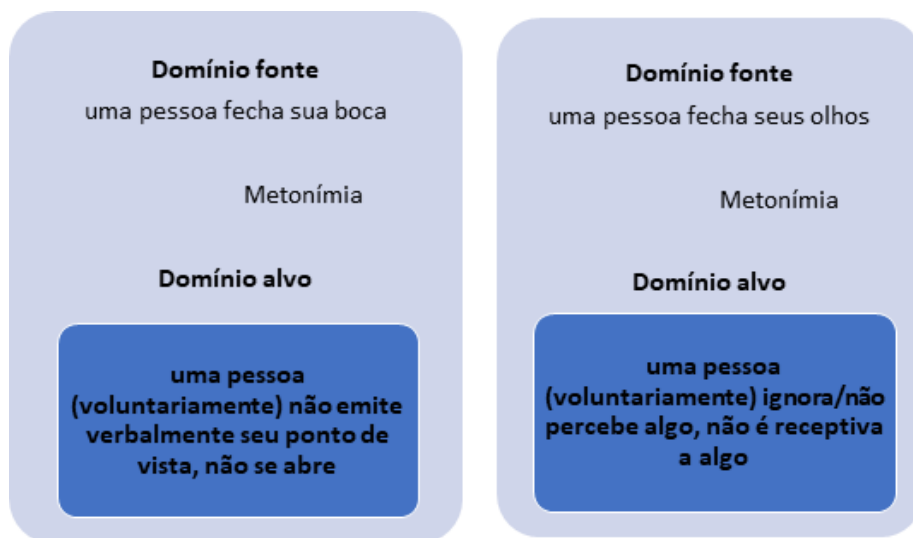 Domínio fonte
uma pessoa fecha sua boca
Metonímia
Domínio alvo
uma pessoa
(voluntariamente) não emite
verbalmente seu ponto de
vista, não se abre
Domínio fonte
uma pessoa fecha seus olhos
Metonímia
Domínio alvo
uma pessoa
(voluntariamente) ignora/não
percebe algo, não é receptiva
a algo